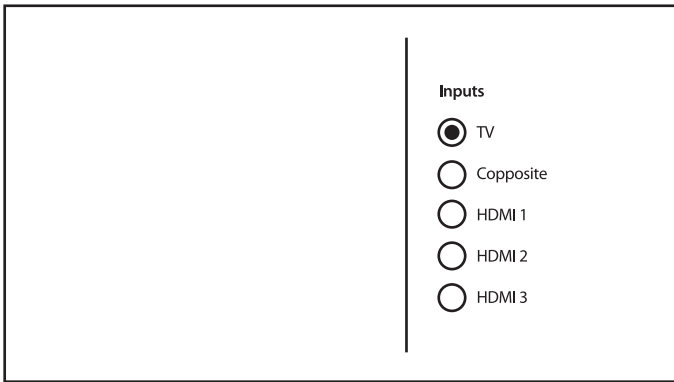 Inputs
TV
Copposite
HDMI 1
HDMI 2
HDMI 3